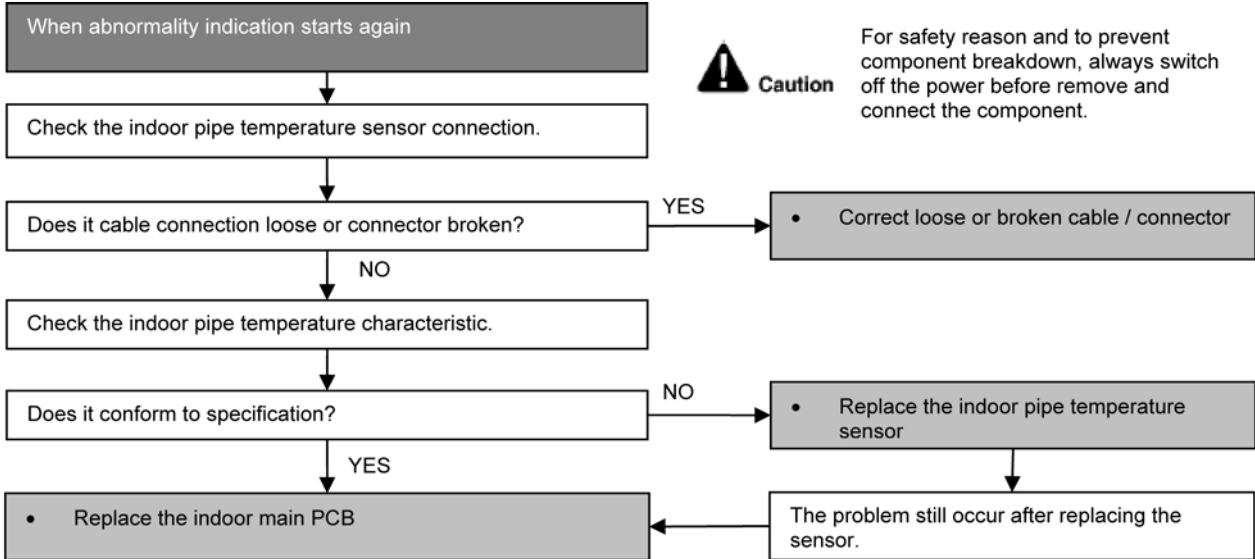 When abnormality indication starts again
For safety reason and to prevent
component breakdown, always switch
off the power before remove and
connect the component.
Caution
Check the indoor pipe temperature sensor connection.
Does it cable connection loose or connector broken?
YES
• Correct loose or broken cable / connector
NO
Check the indoor pipe temperature characteristic.
Does it conform to specification?
NO
• Replace the indoor pipe temperature
sensor
YES
• Replace the indoor main PCB
The problem still occur after replacing the
sensor.